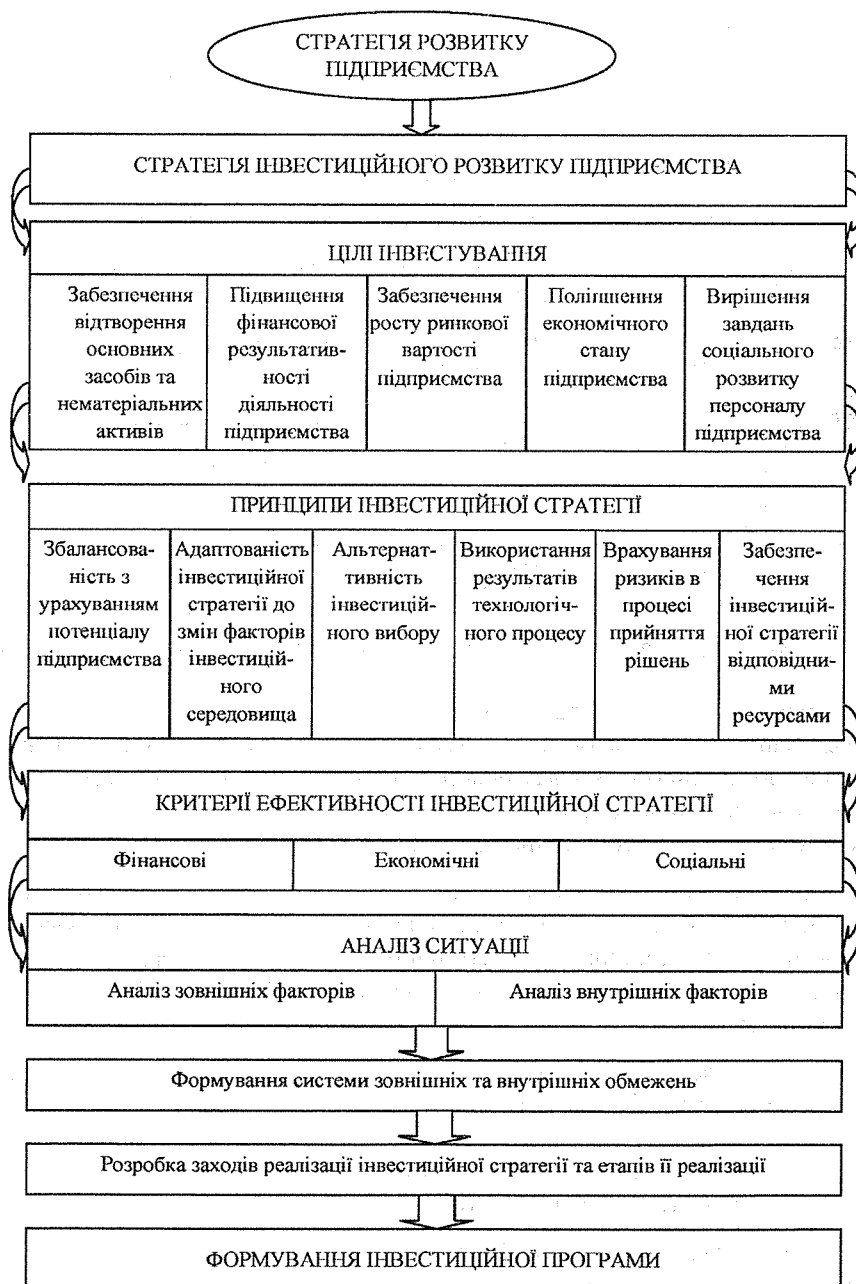 СТРАТЕГІЯ РОЗВИТКУ
ПІДПРИЄМСТВА
СТРАТЕГІЯ ІНВЕСТИЦІЙНОГО РОЗВИТКУ ПІДПРИЄМСТВА
ЦІЛІ ІНВЕСТУВАННЯ
Забезпечення
відтворення
основних
засобів та
нематеріальних
активів
Підвищення
фінансової
результатив-
ності
діяльності
підприємства
Забезпечення
росту ринкової
вартості
підприємства
Поліпшення
економічного
стану
підприємства
Вирішення
завдань
соціального
розвитку
персоналу
підприємства
ПРИНЦИПИ ІНВЕСТИЦІЙНОЇ СТРАТЕГІЇ
Збалансова-
ність з
урахуванням
потенціалу
підприємства
Адаптованість
інвестиційної
стратегії до
змін факторів
інвестицій-
ного
середовища
Альтернат-
тивність
інвестицій-
ного вибору
Використання
результатів
технологіч-
ного процесу
Врахування
ризиків в
процесі
прийняття
рішень
Забезпе-
чення
інвестицій-
ної стратегії
відповідни-
ми
ресурсами
КРИТЕРІЇ ЕФЕКТИВНОСТІ ІНВЕСТИЦІЙНОЇ СТРАТЕГІЇ
Фінансові
Економічні
Соціальні
АНАЛІЗ СИТУАЦІЇ
Аналіз зовнішніх факторів
Аналіз внутрішніх факторів
Формування системи зовнішніх та внутрішніх обмежень
Розробка заходів реалізації інвестиційної стратегії та етапів її реалізації
ФОРМУВАННЯ ІНВЕСТИЦІЙНОЇ ПРОГРАМИ